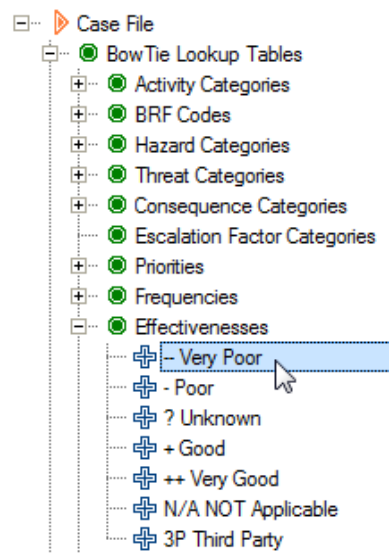 Case File
BowTie Lookup Tables
Activity Categories
BRF Codes
Hazard Categories
Threat Categories
Consequence Categories
Escalation Factor Categories
Priorities
Frequencies
Effectivenesses
-- Very Poor
- Poor
? Unknown
+ Good
++ Very Good
N/A NOT Applicable
3P Third Party